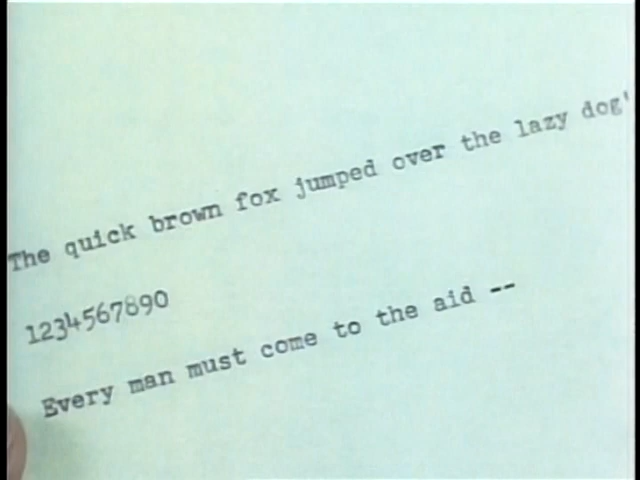 The quick brown fox jumped over the lazy dog'
1234567890
Every man must come to the aid --